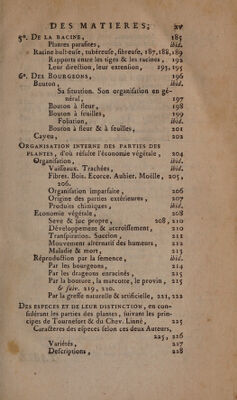 DES MATIERES; xv
5°. De la racine, 185
Plantes parasites, ibid.
Racine bulbeuse, tubéreuse, fibreuse, 187, 188, 189
Rapports entre les tiges & les racines, 192
Leur direction, leur extension, 193, 195
6°. Des Bourgeons, 196
Bouton, ibid.
Sa situation. Son organisation en gé-
néral, 197
Bouton à fleur, 198
Bouton à feuilles, 199
Foliation, ibid.
Bouton à fleur & à feuilles, 201
Cayeu, 202
Organisation interne des parties des
plantes, d'où résulte l'économie végétale, 204
Organisation, ibid.
Vaisseaux. Trachées, ibid.
Fibres. Bois. Ecorce. Aubier. Moëlle, 205,
206.
Organisation imparfaite, 206
Origine des parties extérieures, 207
Produits chimiques, ibid.
Economie végétale, 208
Seve & suc propre, 208, 210
Développement & accroissement, 210
Transpiration. Succion, 212
Mouvement alternatif des humeurs, 212
Maladie & mort, 213
Réproduction par la semence, ibid.
Par les bourgeons, 214
Par les drageons enracinés, 215
Par la bouture, la marcotte, le provin, 215
& suiv. 219, 220.
Par la greffe naturelle & artificielle, 221, 222
Des especes et de leur distinction, en con-
sidérant les parties des plantes, suivant les prin-
cipes de Tournefort & du Chev. Linné, 225
Caracteres des especes selon ces deux Auteurs,
225, 226
Variétés, 227
Descriptions, 228